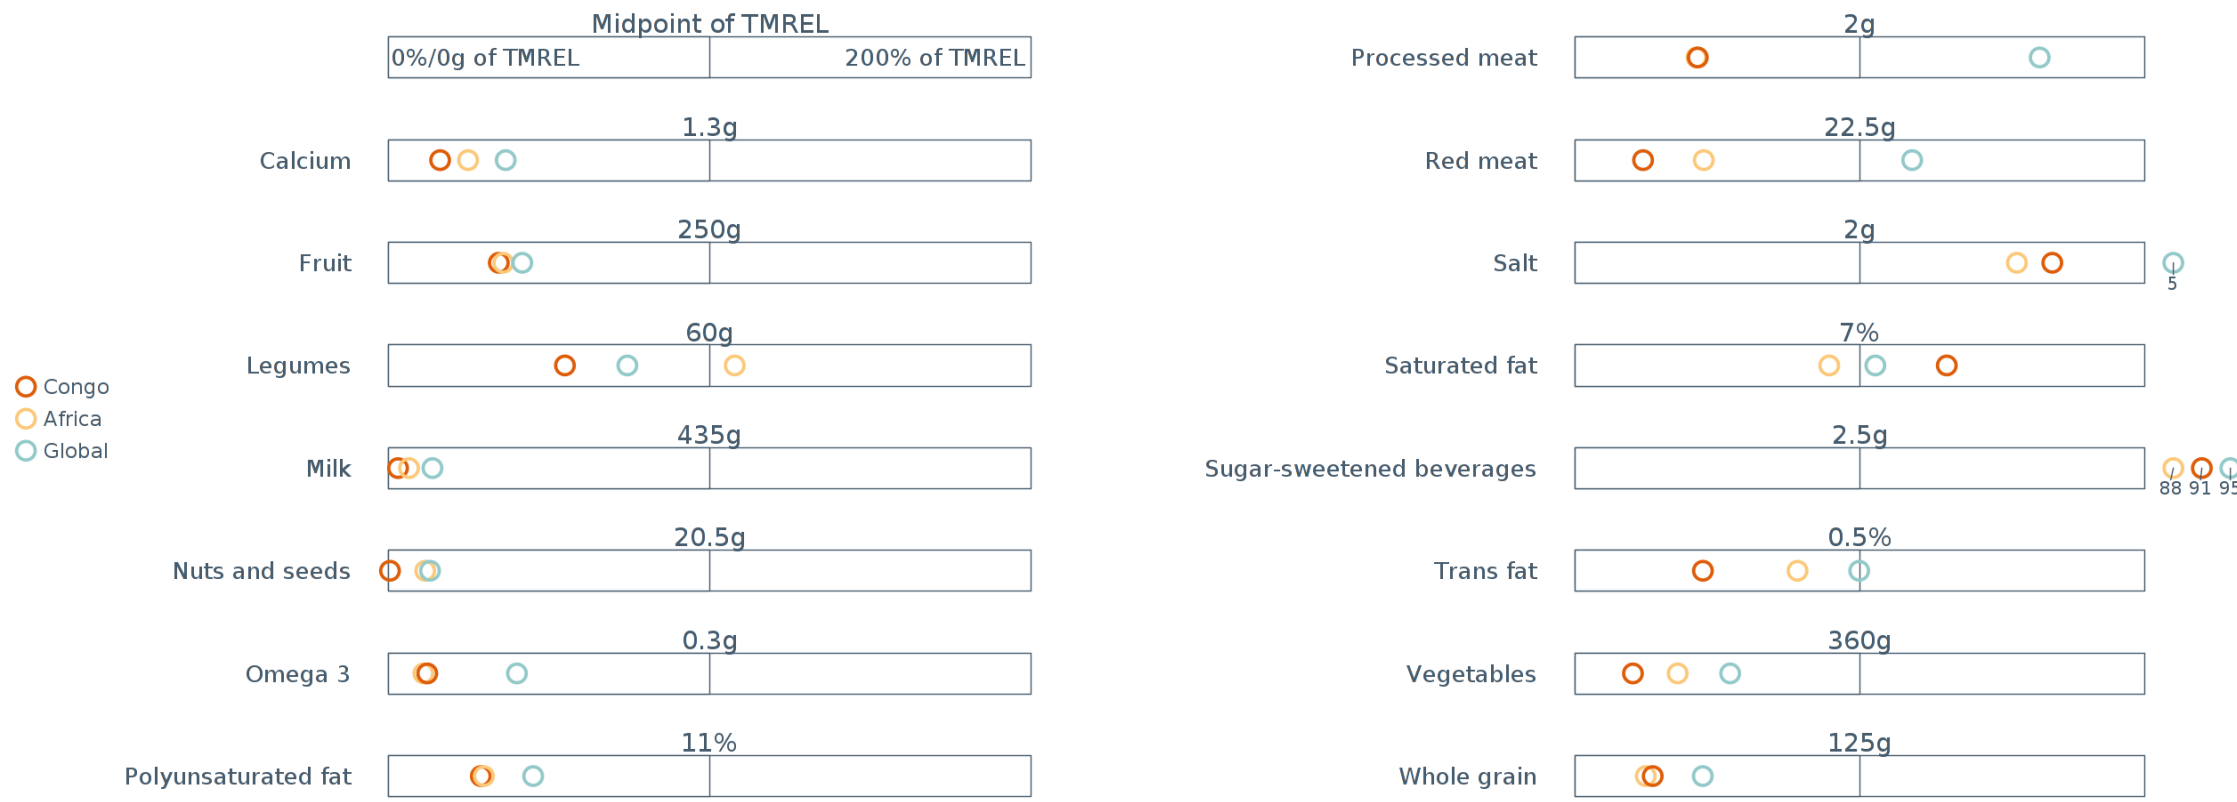 Midpoint of TMREL
0%/0g of TMREL
200% of TMREL
Calcium
1.3g
Fruit
250g
Legumes
60g
Milk
435g
Nuts and seeds
20.5g
Omega 3
0.3g
Polyunsaturated fat
11%
Congo
Africa
Global
Processed meat
2g
Red meat
22.5g
Salt
2g
5
Saturated fat
7%
Sugar-sweetened beverages
2.5g
88 91 95
Trans fat
0.5%
Vegetables
360g
Whole grain
125g